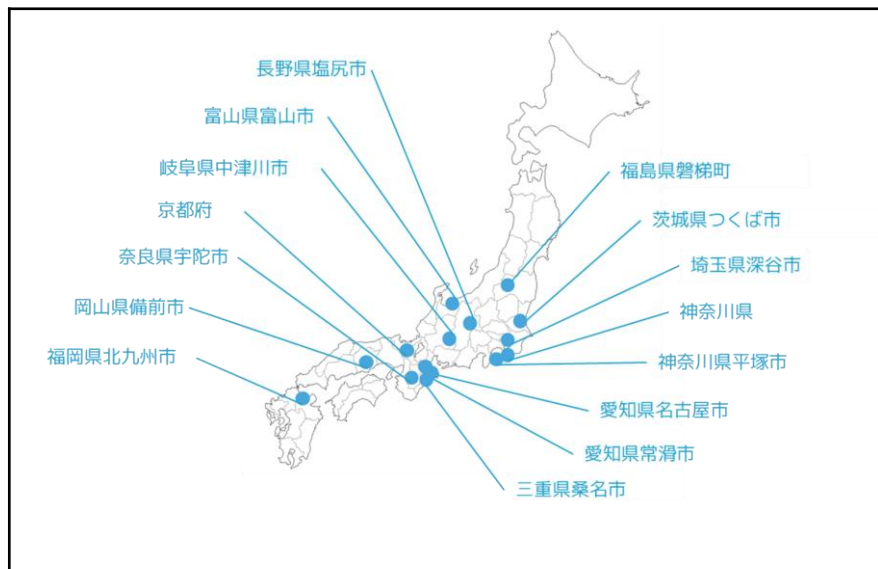 長野県塩尻市
富山県富山市
岐阜県中津川市
京都府
奈良県宇陀市
岡山県備前市
福岡県北九州市
福島県磐梯町
茨城県つくば市
埼玉県深谷市
神奈川県
神奈川県平塚市
愛知県名古屋市
愛知県常滑市
三重県桑名市